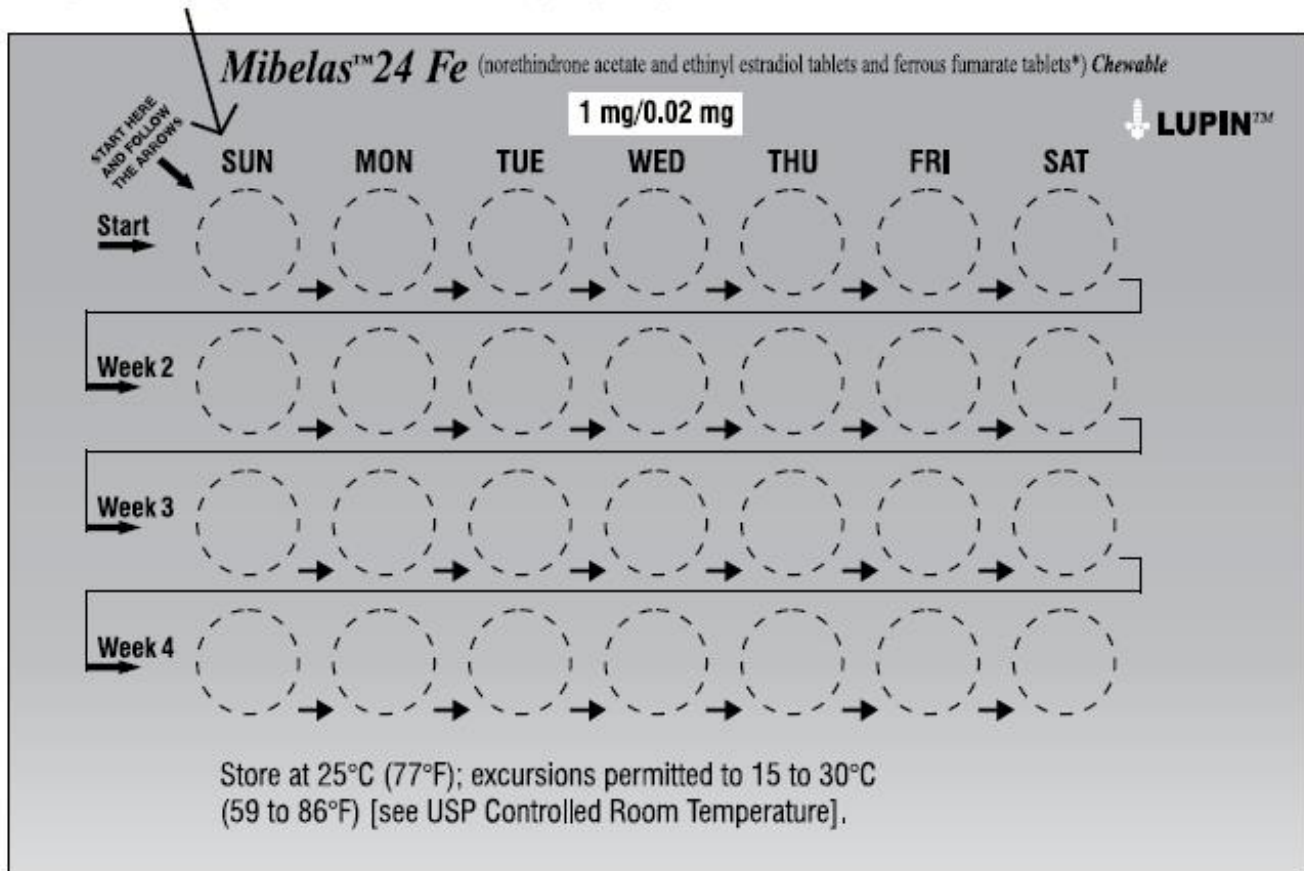 Mibelas™24 Fe (norethindrone acetate and ethinyl estradiol tablets and ferrous fumarate tablets*) Chewable
1 mg/0.02 mg
LUPIN™
START HERE
AND FOLLOW
THE ARROWS
SUN MON TUE WED THU FRI SAT
Start
Week 2
Week 3
Week 4
Store at 25°C (77°F); excursions permitted to 15 to 30°C
(59 to 86°F) [see USP Controlled Room Temperature].